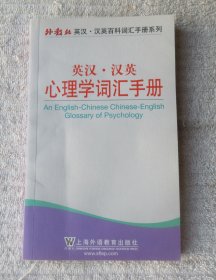 外教社 英汉·汉英百科词汇手册系列
英汉·汉英
心理学词汇手册
An English-Chinese Chinese-English
Glossary of Psychology
上海外语教育出版社
www.sflep.com